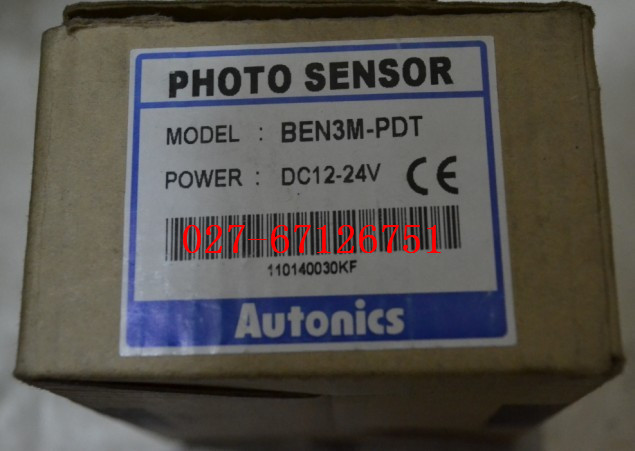 PHOTO SENSOR
MODEL : BEN3M-PDT
POWER : DC12-24V CE
027-67126751
110140030KF
Autonics